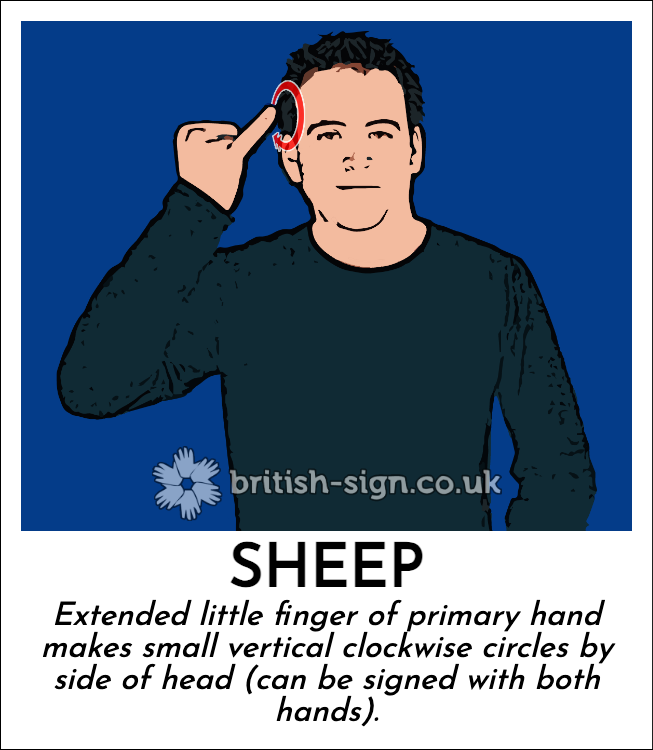 british-sign.co.uk
SHEEP
Extended little finger of primary hand
makes small vertical clockwise circles by
side of head (can be signed with both
hands).